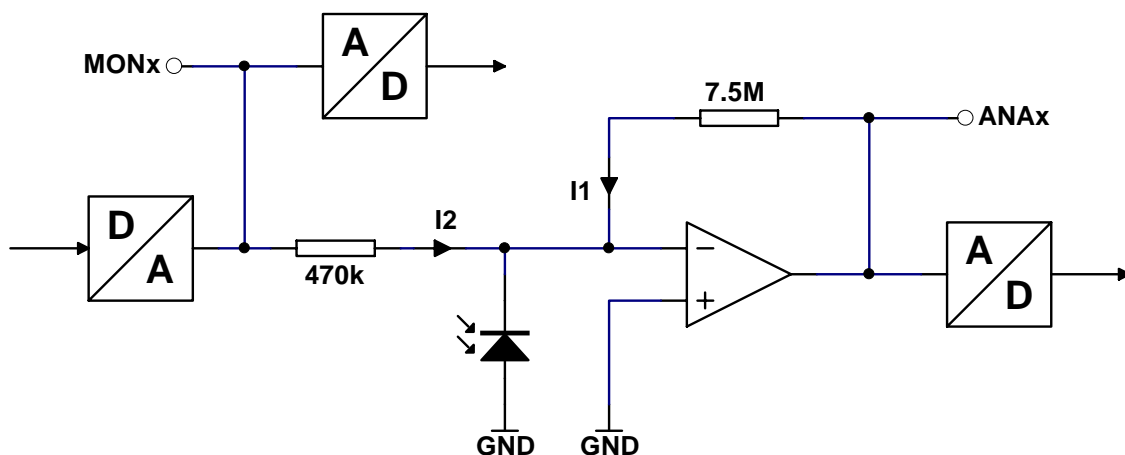 A
D
MONx
7.5M
ANAx
I1
D
A
I2
470k
−
+
A
D
GND
GND